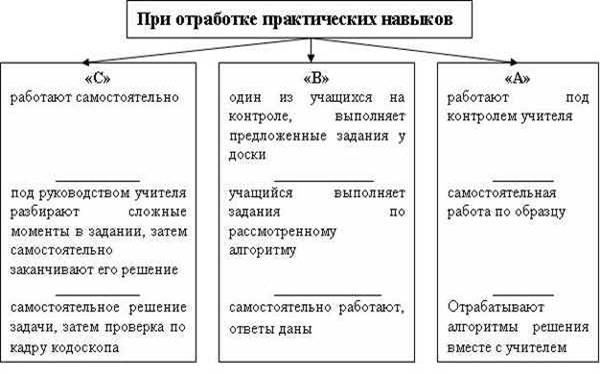 При отработке практических навыков
«С»
работают самостоятельно
под руководством учителя
разбирают сложные
моменты в задании, затем
самостоятельно
заканчивают его решение
самостоятельное решение
задачи, затем проверка по
кадру кодоскопа
«В»
один из учащихся на
контроле, выполняет
предложенные задания у
доски
учащийся выполняет
задания по
рассмотренному
алгоритму
самостоятельно работают,
ответы даны
«А»
работают под
контролем учителя
самостоятельная
работа по образцу
Отрабатывают
алгоритмы решения
вместе с учителем